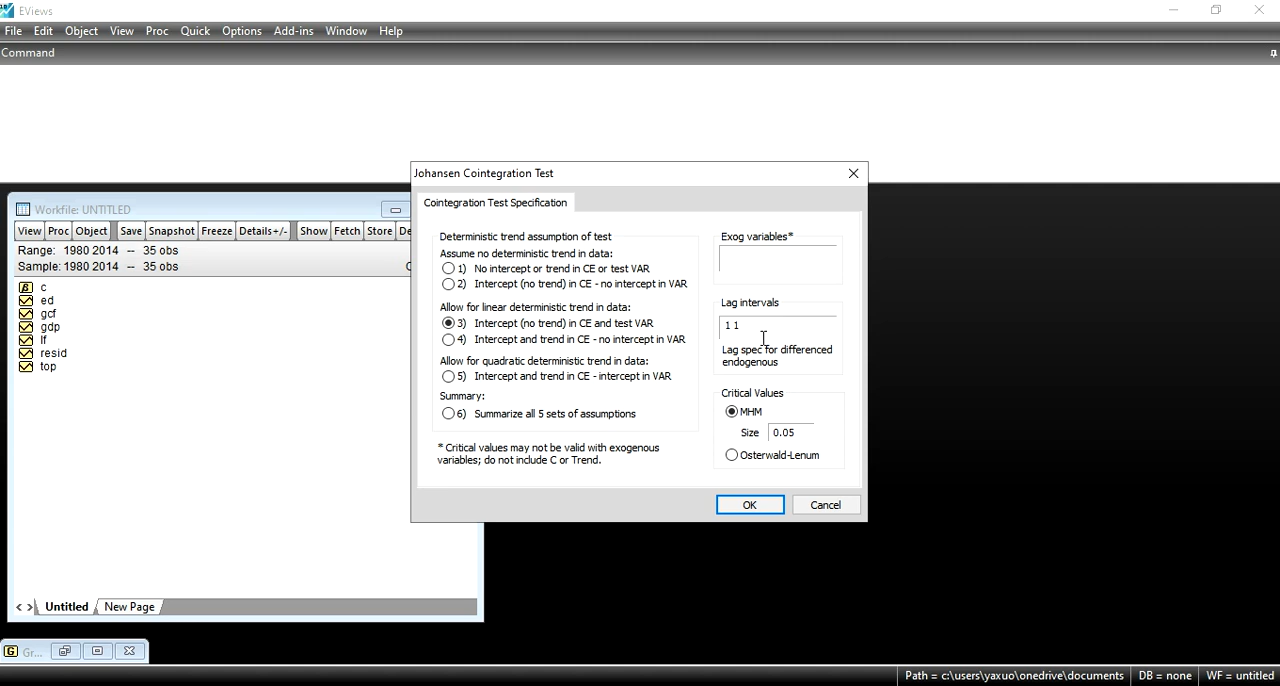 EViews
File Edit Object View Proc Quick Options Add-ins Window Help
Command
Workfile: UNTITLED
View Proc Object Save Snapshot Freeze Details+/- Show Fetch Store De
Range: 1980 2014 -- 35 obs
Sample: 1980 2014 -- 35 obs
c
ed
gcf
gdp
lf
resid
top
< > Untitled New Page
Johansen Cointegration Test
Cointegration Test Specification
Deterministic trend assumption of test
Assume no deterministic trend in data:
1) No intercept or trend in CE or test VAR
2) Intercept (no trend) in CE - no intercept in VAR
Allow for linear deterministic trend in data:
3) Intercept (no trend) in CE and test VAR
4) Intercept and trend in CE - no intercept in VAR
Allow for quadratic deterministic trend in data:
5) Intercept and trend in CE - intercept in VAR
Summary:
6) Summarize all 5 sets of assumptions
* Critical values may not be valid with exogenous
variables; do not include C or Trend.
Exog variables*
Lag intervals
1 1
Lag spec for differenced
endogenous
Critical Values
MHM
Size 0.05
Osterwald-Lenum
OK Cancel
G Gr...
Path = c:\users\yaxuo\onedrive\documents DB = none WF = untitled